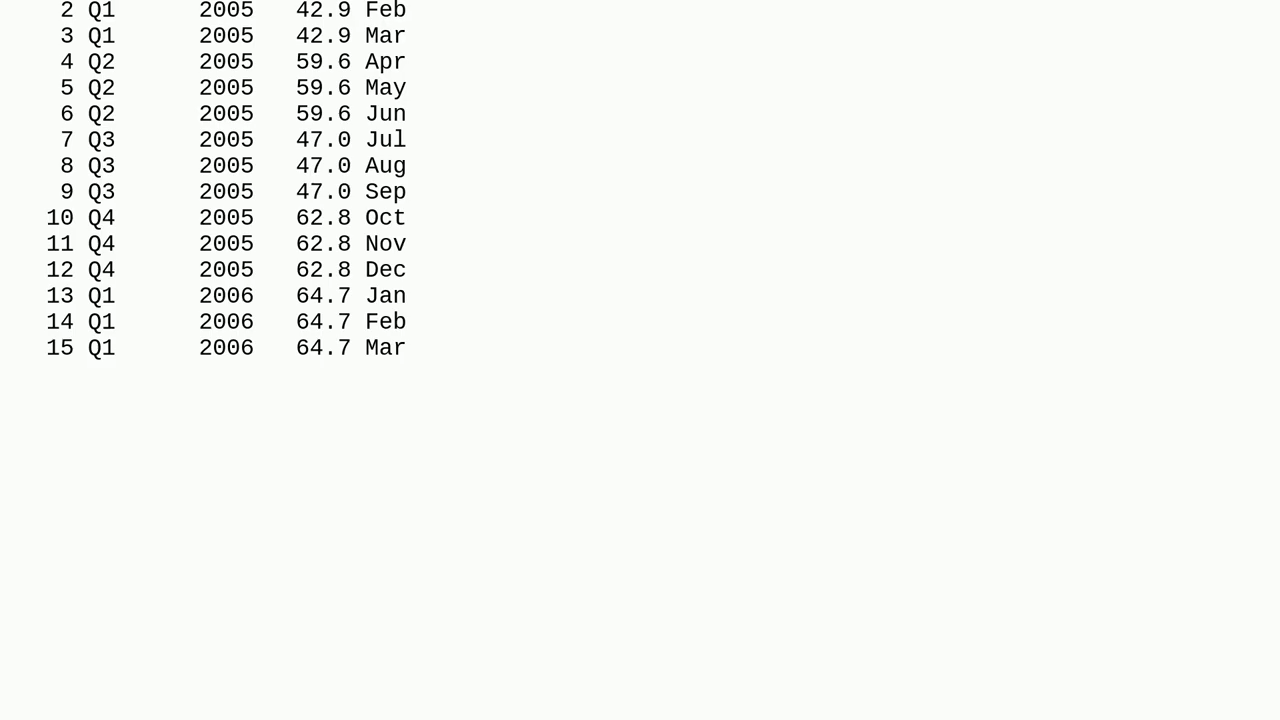 2 Q1 2005 42.9 Feb
3 Q1 2005 42.9 Mar
4 Q2 2005 59.6 Apr
5 Q2 2005 59.6 May
6 Q2 2005 59.6 Jun
7 Q3 2005 47.0 Jul
8 Q3 2005 47.0 Aug
9 Q3 2005 47.0 Sep
10 Q4 2005 62.8 Oct
11 Q4 2005 62.8 Nov
12 Q4 2005 62.8 Dec
13 Q1 2006 64.7 Jan
14 Q1 2006 64.7 Feb
15 Q1 2006 64.7 Mar